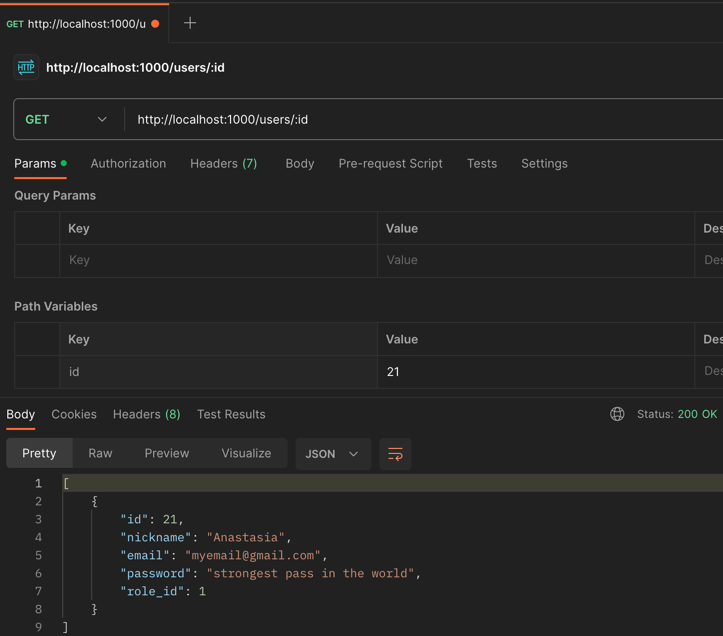 GET http://localhost:1000/u
HTTP http://localhost:1000/users/:id
GET http://localhost:1000/users/:id
Params Authorization Headers (7) Body Pre-request Script Tests Settings
Query Params
Key Value Des
Key Value Des
Path Variables
Key Value Des
id 21 Des
Body Cookies Headers (8) Test Results Status: 200 OK
Pretty Raw Preview Visualize JSON
1 [
2 {
3 "id": 21,
4 "nickname": "Anastasia",
5 "email": "myemail@gmail.com",
6 "password": "strongest pass in the world",
7 "role_id": 1
8 }
9 ]